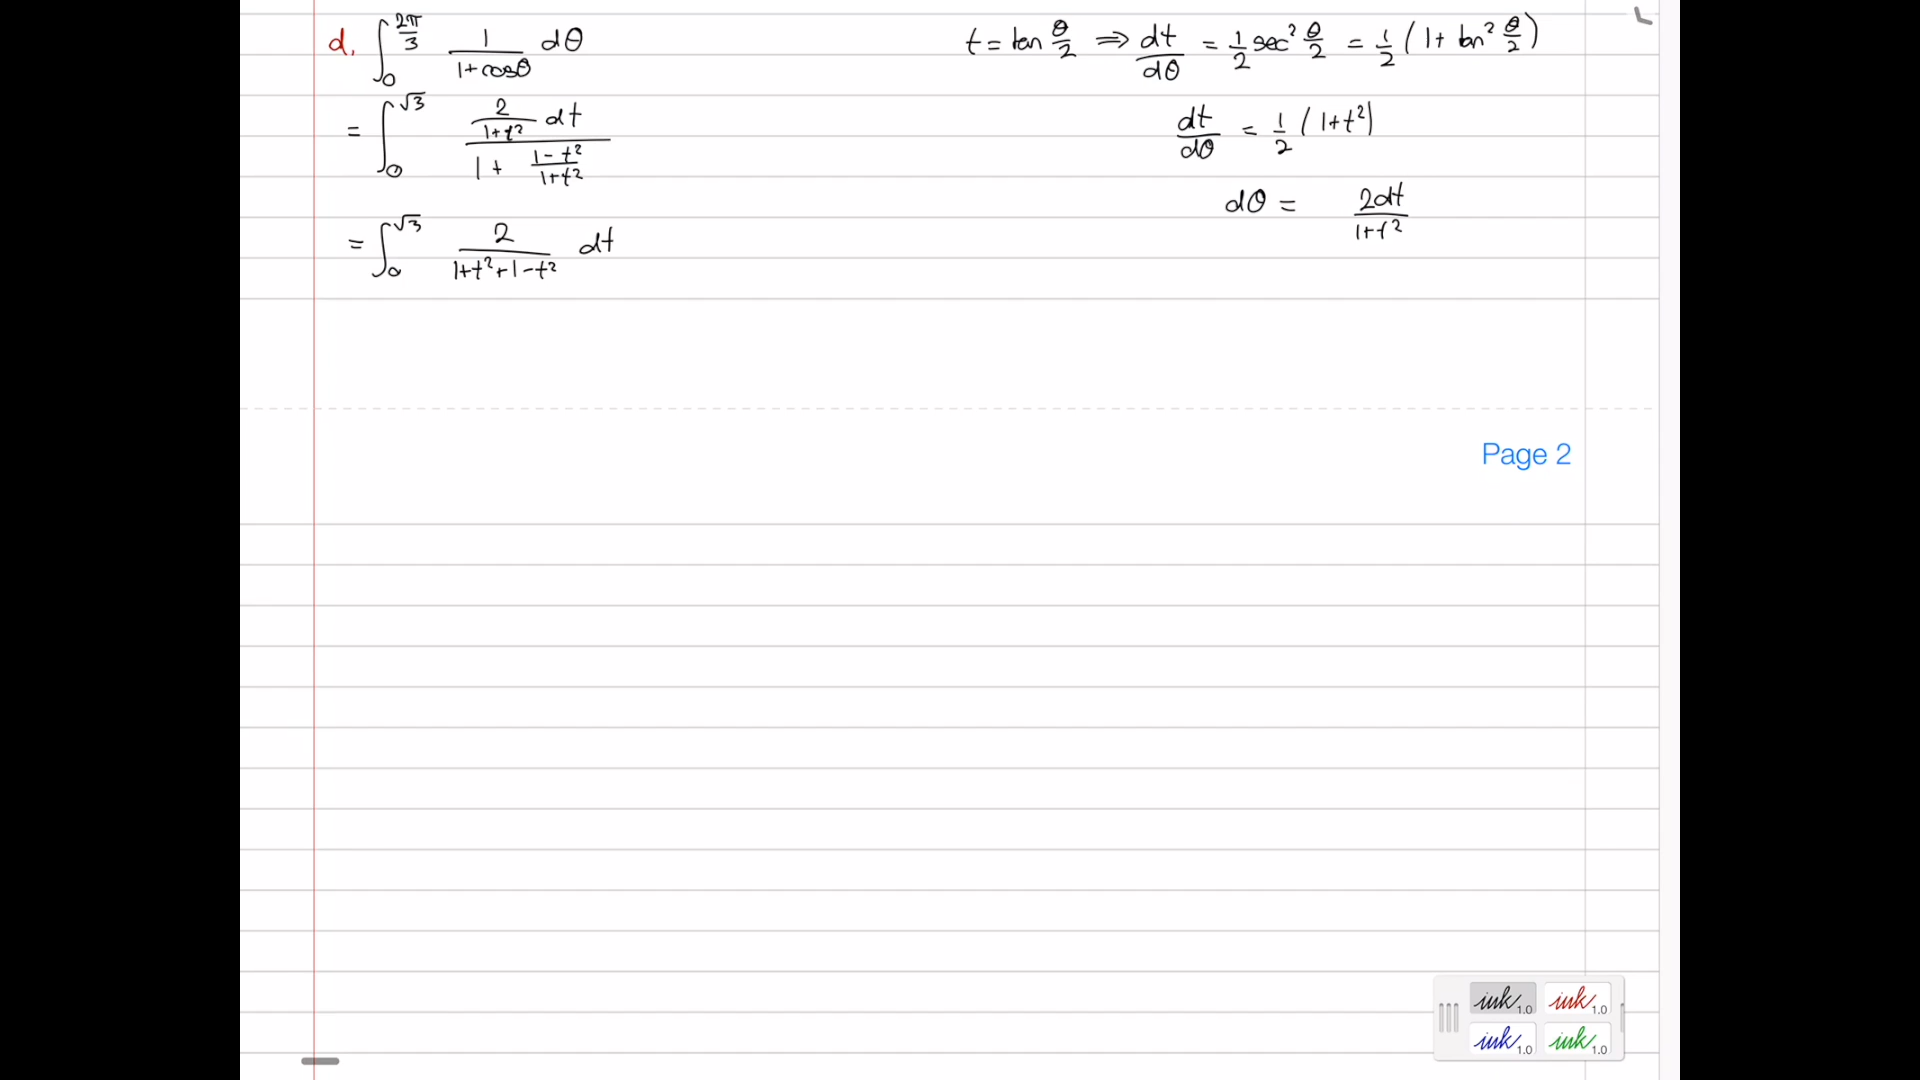 d. ∫₀^(2π/3) 1/(1+cosθ) dθ
= ∫₀^(√3) (2/(1+t²) dt)/(1 + (1-t²)/(1+t²))
= ∫₀^(√3) 2/(1+t²+1-t²) dt
t = tan θ/2 ⇒ dt/dθ = 1/2 sec² θ/2 = 1/2 (1+ tan² θ/2)
dt/dθ = 1/2 (1+t²)
dθ = 2dt/(1+t²)
Page 2
ink 1.0 ink 1.0
ink 1.0 ink 1.0